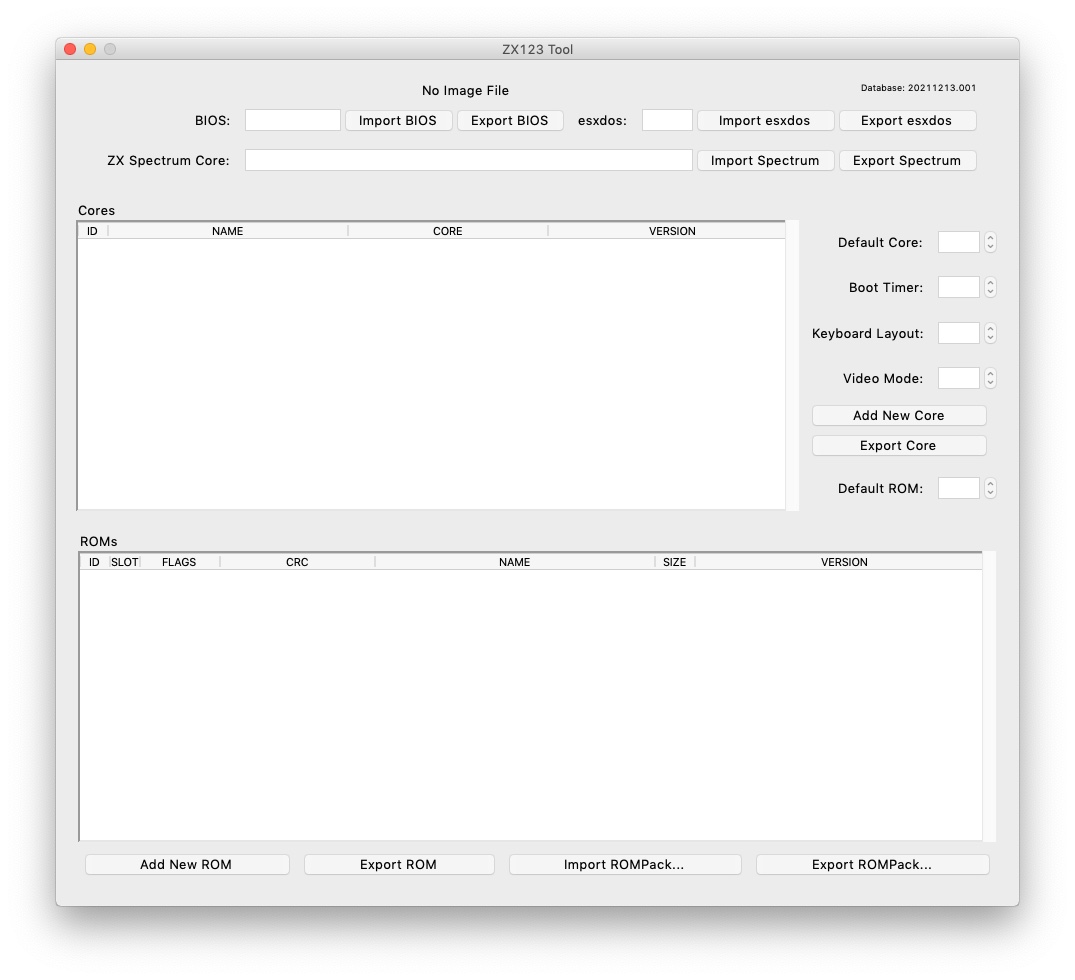 ZX123 Tool
No Image File
Database: 20211213.001
BIOS: Import BIOS Export BIOS esxdos: Import esxdos Export esxdos
ZX Spectrum Core: Import Spectrum Export Spectrum
Cores
ID NAME CORE VERSION
Default Core:
Boot Timer:
Keyboard Layout:
Video Mode:
Add New Core
Export Core
Default ROM:
ROMs
ID SLOT FLAGS CRC NAME SIZE VERSION
Add New ROM Export ROM Import ROMPack... Export ROMPack...